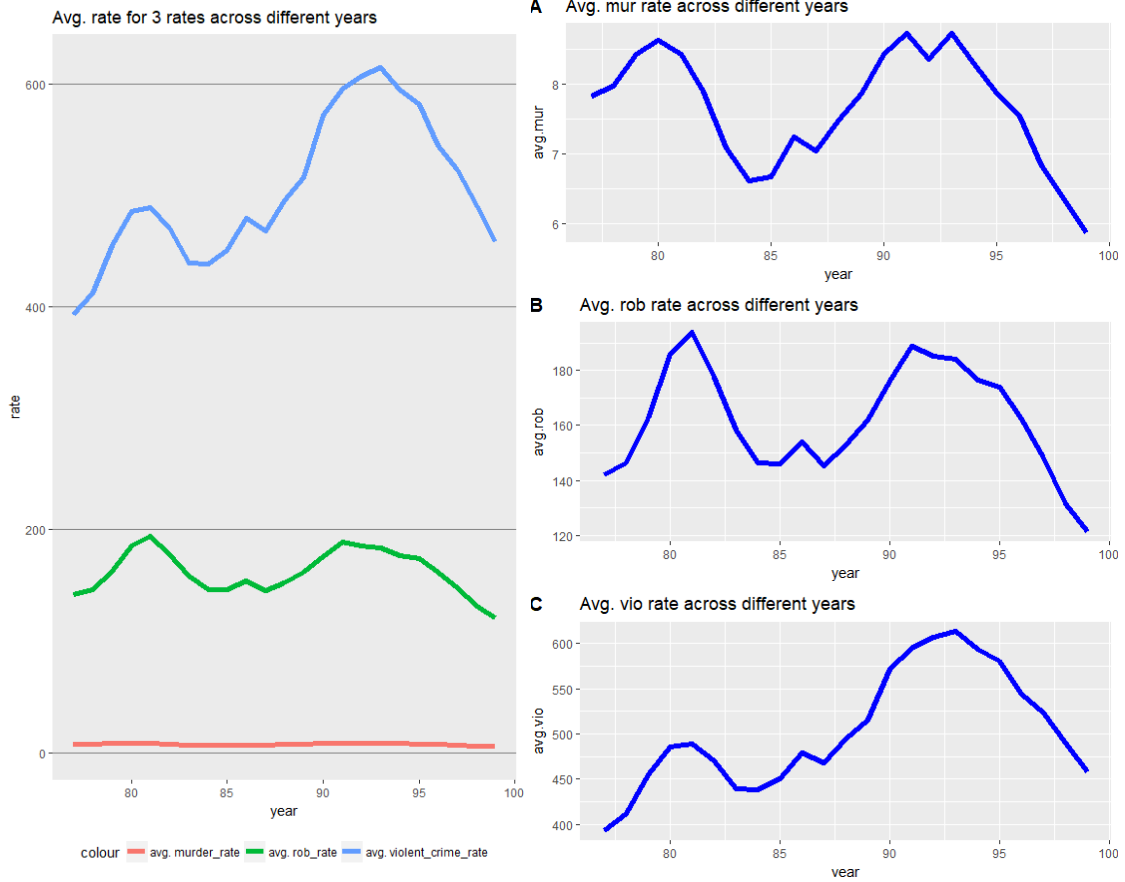 Avg. rate for 3 rates across different years
600
400
200
0
rate
80 85 90 95 100
year
colour avg. murder_rate avg. rob_rate avg. violent_crime_rate
A Avg. mur rate across different years
8
7
6
avg.mur
80 85 90 95 100
year
B Avg. rob rate across different years
180
160
140
120
avg.rob
80 85 90 95 100
year
C Avg. vio rate across different years
600
550
500
450
400
avg.vio
80 85 90 95 100
year